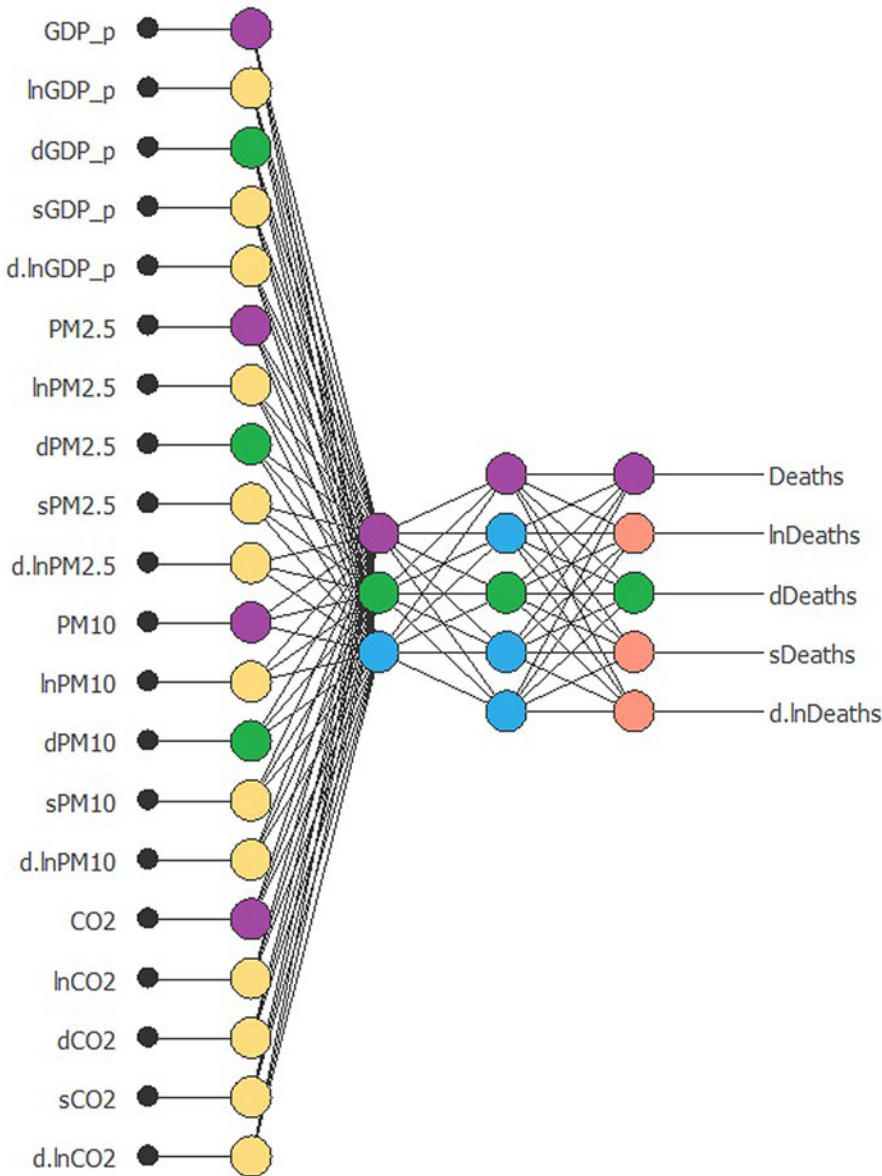 GDP_p
lnGDP_p
dGDP_p
sGDP_p
d.lnGDP_p
PM2.5
lnPM2.5
dPM2.5
sPM2.5
d.lnPM2.5
PM10
lnPM10
dPM10
sPM10
d.lnPM10
CO2
lnCO2
dCO2
sCO2
d.lnCO2
Deaths
lnDeaths
dDeaths
sDeaths
d.lnDeaths